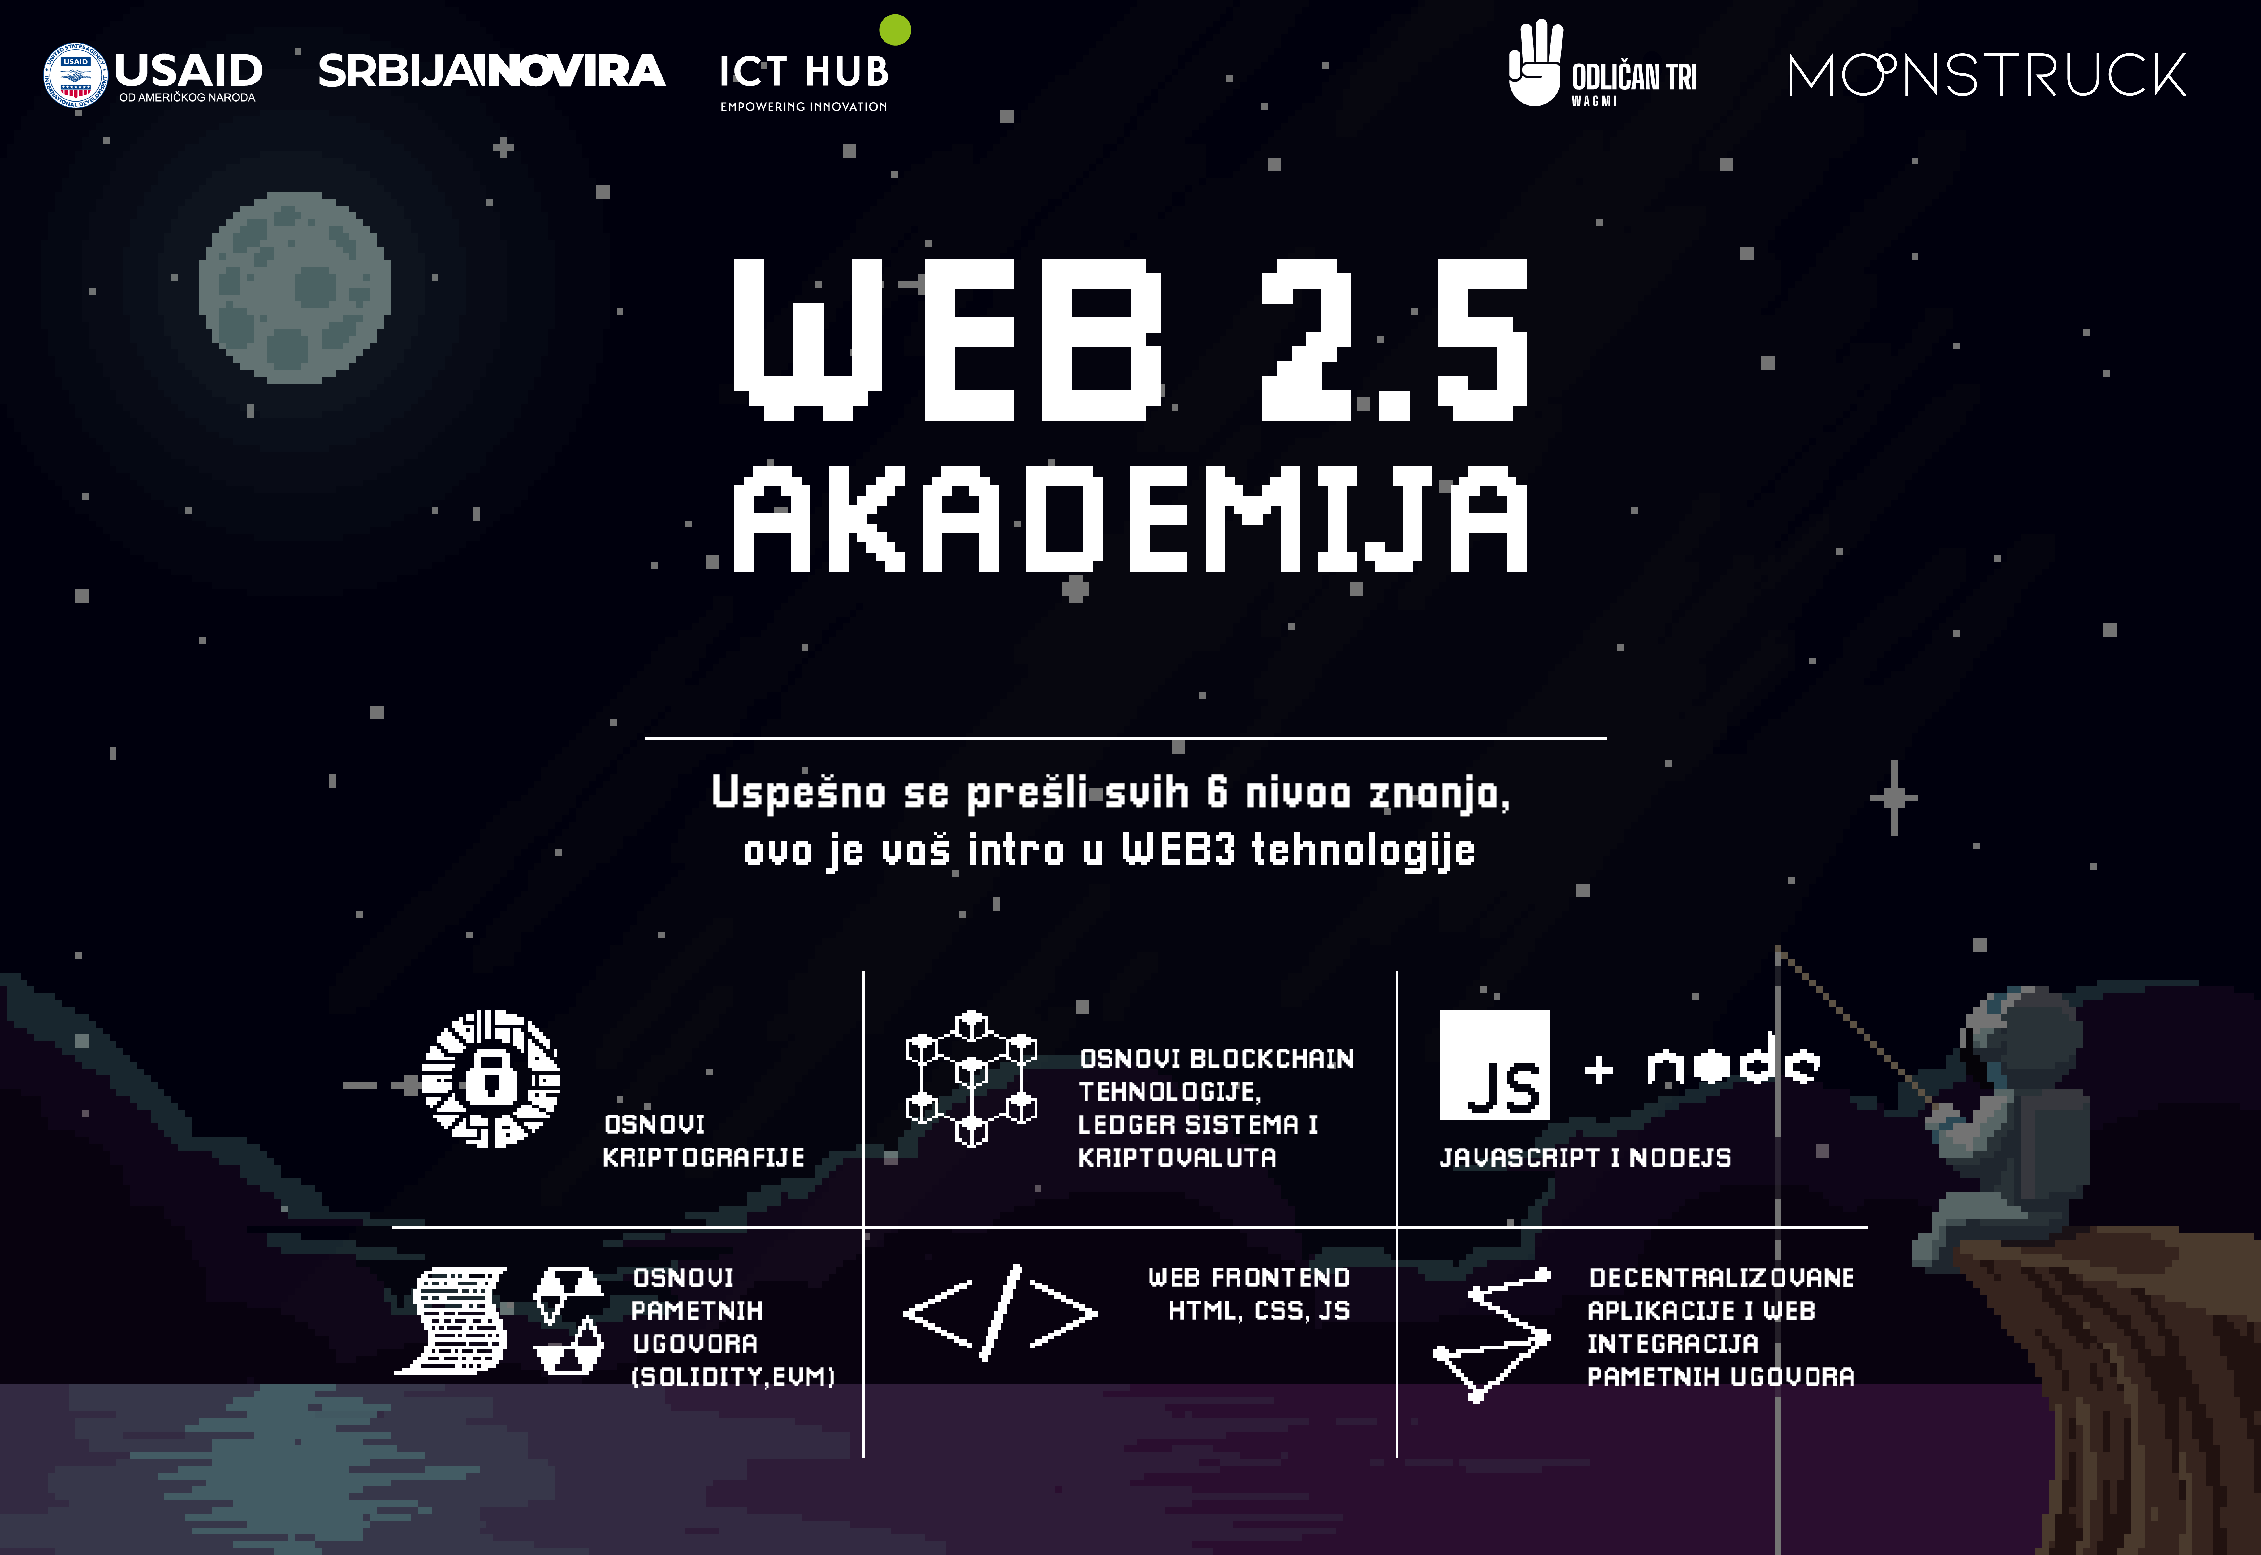 USAID
OD AMERIČKOG NARODA
SRBIJAINOVIRA
ICT HUB
EMPOWERING INNOVATION
ODLIČAN TRI
WAGMI
MOONSTRUCK
WEB 2.5
AKADEMIJA
Uspešno se prešli svih 6 nivoa znanja,
ovo je vaš intro u WEB3 tehnologije
OSNOVI
KRIPTOGRAFIJE
OSNOVI BLOCKCHAIN
TEHNOLOGIJE,
LEDGER SISTEMA I
KRIPTOVALUTA
JS + node
JAVASCRIPT I NODEJS
OSNOVI
PAMETNIH
UGOVORA
(SOLIDITY,EVM)
</>
WEB FRONTEND
HTML, CSS, JS
DECENTRALIZOVANE
APLIKACIJE I WEB
INTEGRACIJA
PAMETNIH UGOVORA